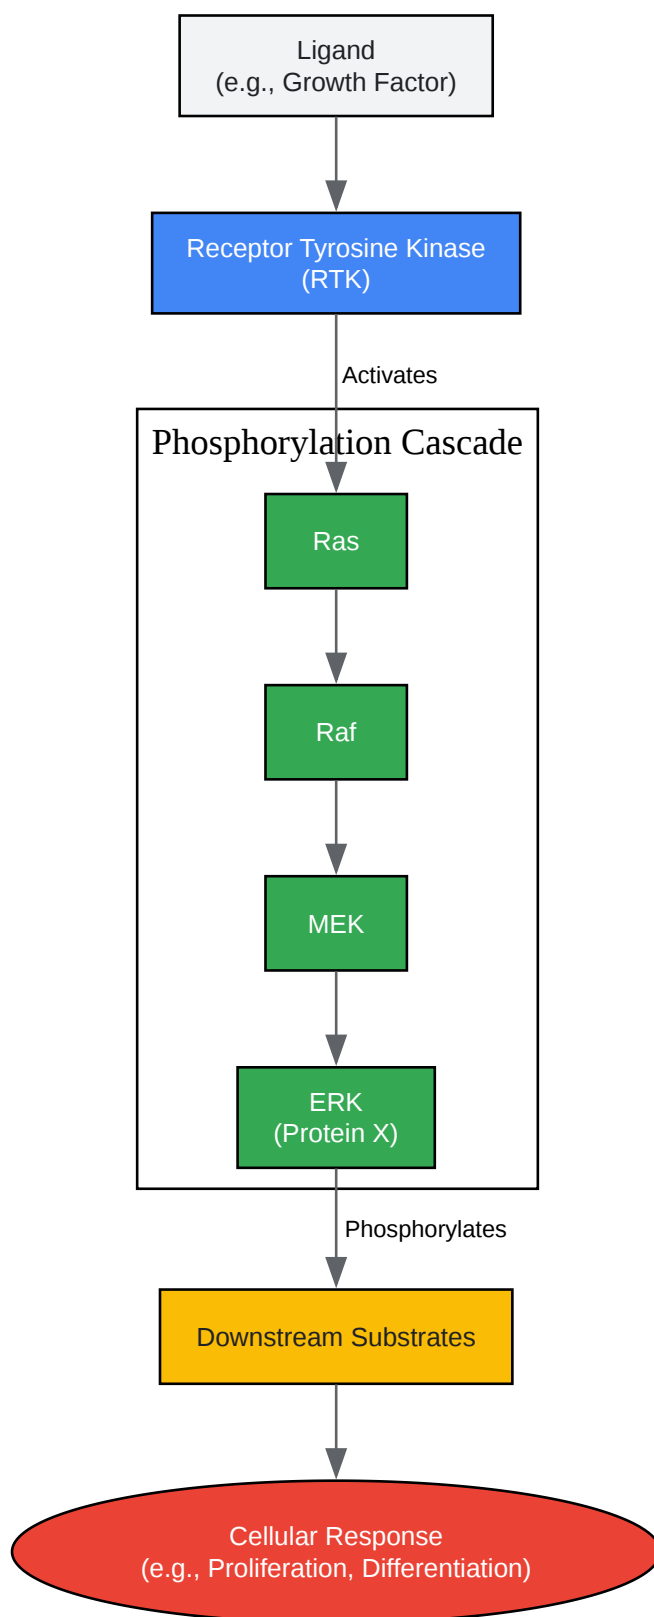 Ligand
(e.g., Growth Factor)
Receptor Tyrosine Kinase
(RTK)
Activates
Phosphorylation Cascade
Ras
Raf
MEK
ERK
(Protein X)
Phosphorylates
Downstream Substrates
Cellular Response
(e.g., Proliferation, Differentiation)